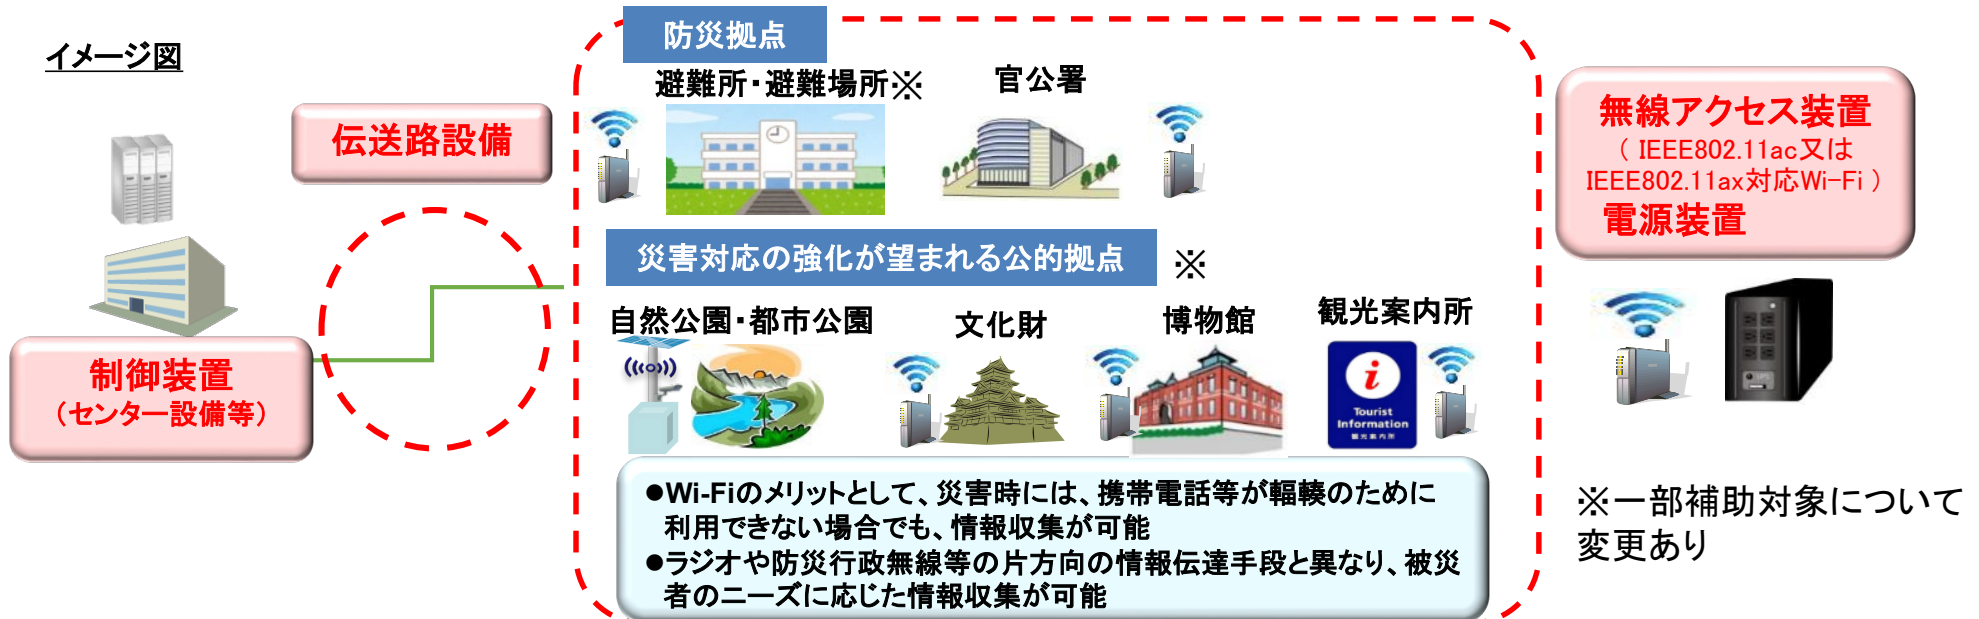 イメージ図
伝送路設備
制御装置
（センター設備等）
防災拠点
避難所・避難場所※
官公署
災害対応の強化が望まれる公的拠点
※
自然公園・都市公園
文化財
博物館
観光案内所
i
Tourist
Information
観光案内所
●Wi-Fiのメリットとして、災害時には、携帯電話等が輻輳のために
利用できない場合でも、情報収集が可能
●ラジオや防災行政無線等の片方向の情報伝達手段と異なり、被災
者のニーズに応じた情報収集が可能
無線アクセス装置
（ IEEE802.11ac又は
IEEE802.11ax対応Wi-Fi ）
電源装置
※一部補助対象について
変更あり